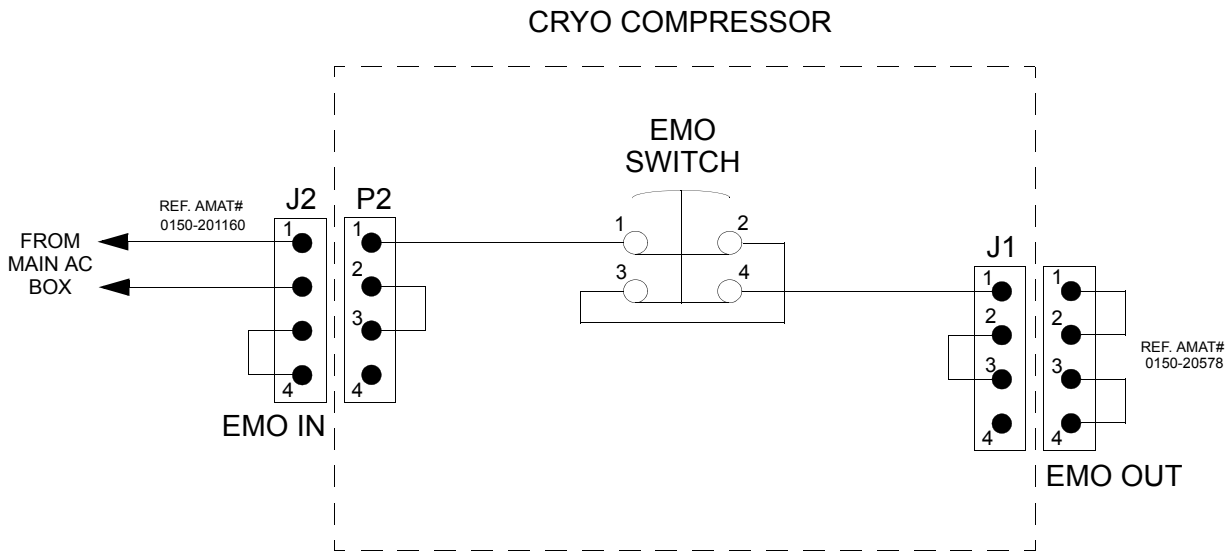 CRYO COMPRESSOR
EMO
SWITCH
J2
P2
REF. AMAT#
0150-201160
FROM
MAIN AC
BOX
1
4
EMO IN
1
2
3
4
1
2
3
4
J1
1
2
3
4
1
2
3
4
REF. AMAT#
0150-20578
EMO OUT